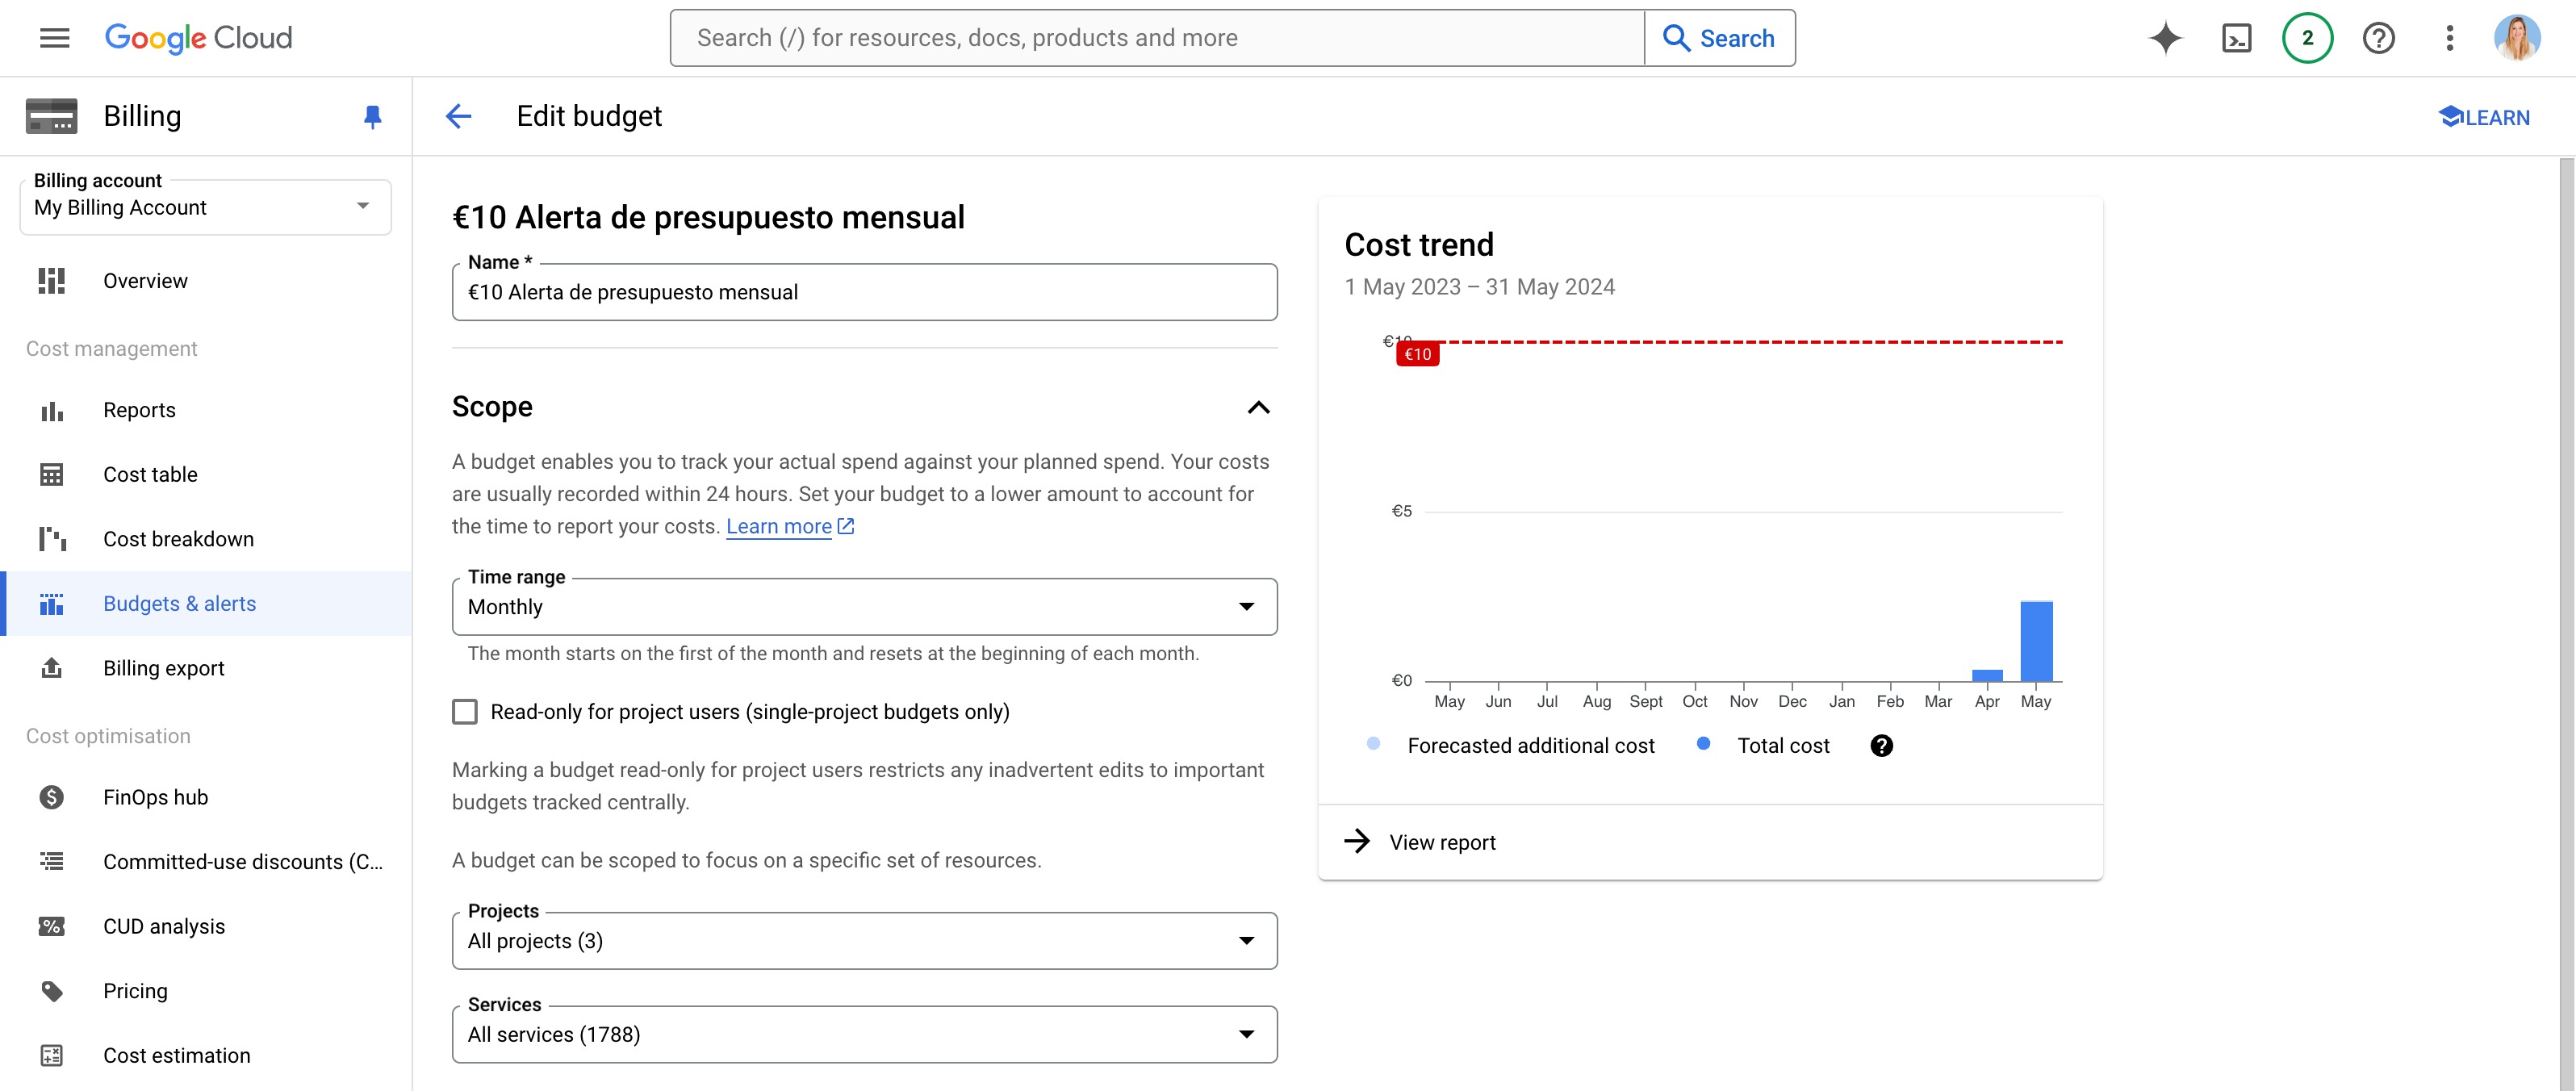 Google Cloud
Search (/) for resources, docs, products and more
Search
2
Billing
Edit budget
LEARN
Billing account
My Billing Account
Overview
Cost management
Reports
Cost table
Cost breakdown
Budgets & alerts
Billing export
Cost optimisation
FinOps hub
Committed-use discounts (C...
CUD analysis
Pricing
Cost estimation
€10 Alerta de presupuesto mensual
Name *
€10 Alerta de presupuesto mensual
Scope
A budget enables you to track your actual spend against your planned spend. Your costs
are usually recorded within 24 hours. Set your budget to a lower amount to account for
the time to report your costs. Learn more
Time range
Monthly
The month starts on the first of the month and resets at the beginning of each month.
Read-only for project users (single-project budgets only)
Marking a budget read-only for project users restricts any inadvertent edits to important
budgets tracked centrally.
A budget can be scoped to focus on a specific set of resources.
Projects
All projects (3)
Services
All services (1788)
Cost trend
1 May 2023 – 31 May 2024
€10
€10
€5
€0
May Jun Jul Aug Sept Oct Nov Dec Jan Feb Mar Apr May
Forecasted additional cost Total cost
View report